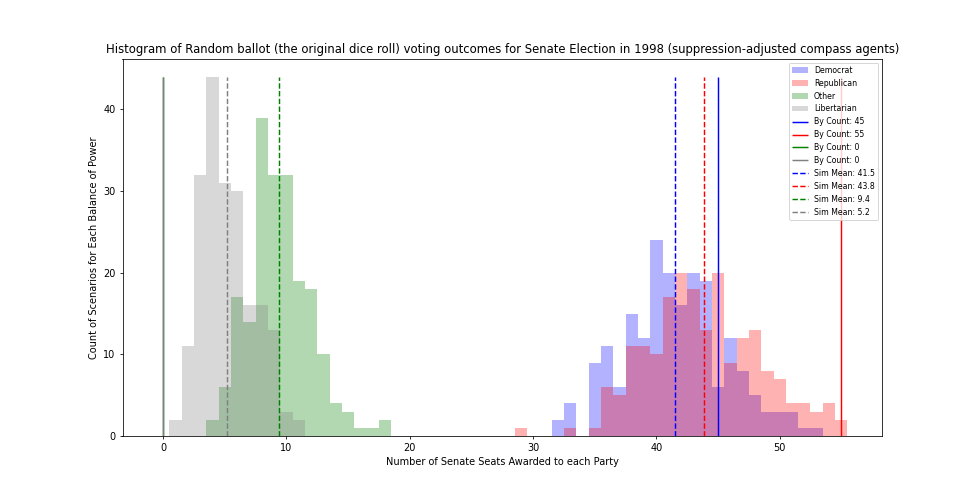 Histogram of Random ballot (the original dice roll) voting outcomes for Senate Election in 1998 (suppression-adjusted compass agents)
Count of Scenarios for Each Balance of Power
40
30
20
10
0
Democrat
Republican
Other
Libertarian
By Count: 45
By Count: 55
By Count: 0
By Count: 0
Sim Mean: 41.5
Sim Mean: 43.8
Sim Mean: 9.4
Sim Mean: 5.2
0
10
20
30
40
50
Number of Senate Seats Awarded to each Party